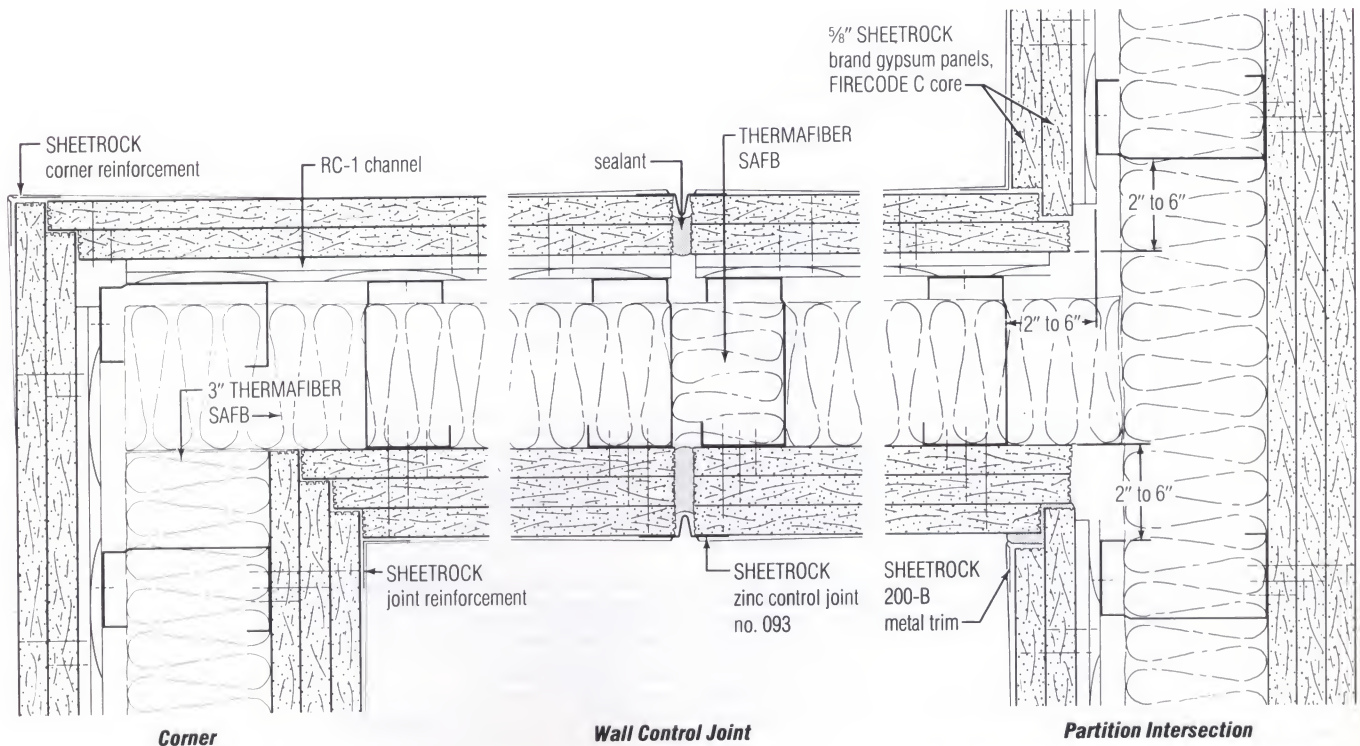 SHEETROCK
corner reinforcement
RC-1 channel
sealant
THERMAFIBER
SAFB
⅝" SHEETROCK
brand gypsum panels,
FIRECODE C core
2" to 6"
2" to 6"
3" THERMAFIBER
SAFB
2" to 6"
SHEETROCK
joint reinforcement
SHEETROCK
zinc control joint
no. 093
SHEETROCK
200-B
metal trim
Corner
Wall Control Joint
Partition Intersection